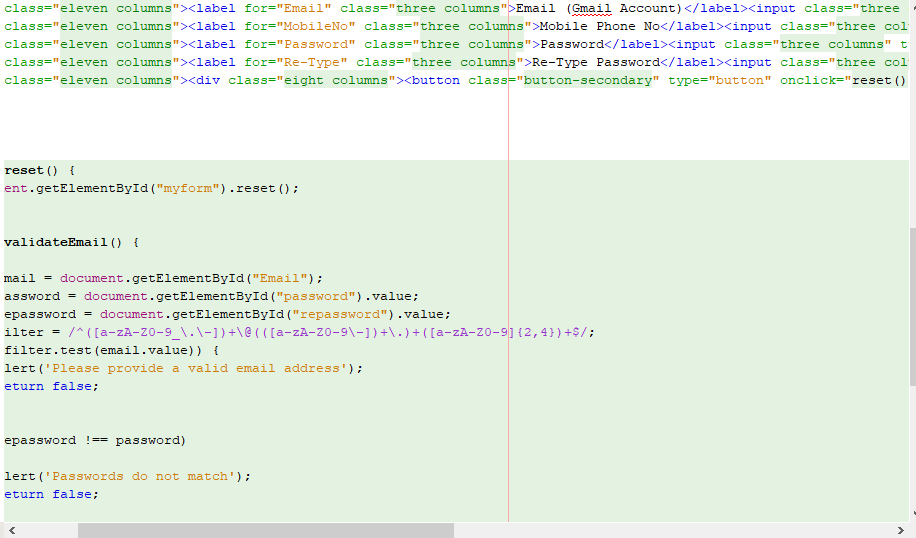 class="eleven columns"><label for="Email" class="three columns">Email (Gmail Account)</label><input class="three
class="eleven columns"><label for="MobileNo" class="three columns">Mobile Phone No</label><input class="three col
class="eleven columns"><label for="Password" class="three columns">Password</label><input class="three columns" t
class="eleven columns"><label for="Re-Type" class="three columns">Re-Type Password</label><input class="three col
class="eleven columns"><div class="eight columns"><button class="button-secondary" type="button" onclick="reset()
reset() {
ent.getElementById("myform").reset();
validateEmail() {
mail = document.getElementById("Email");
assword = document.getElementById("password").value;
epassword = document.getElementById("repassword").value;
ilter = /^([a-zA-Z0-9_\.\-])+\@(([a-zA-Z0-9\-])+\.)+([a-zA-Z0-9]{2,4})+$/;
filter.test(email.value)) {
lert('Please provide a valid email address');
eturn false;
epassword !== password)
lert('Passwords do not match');
eturn false;